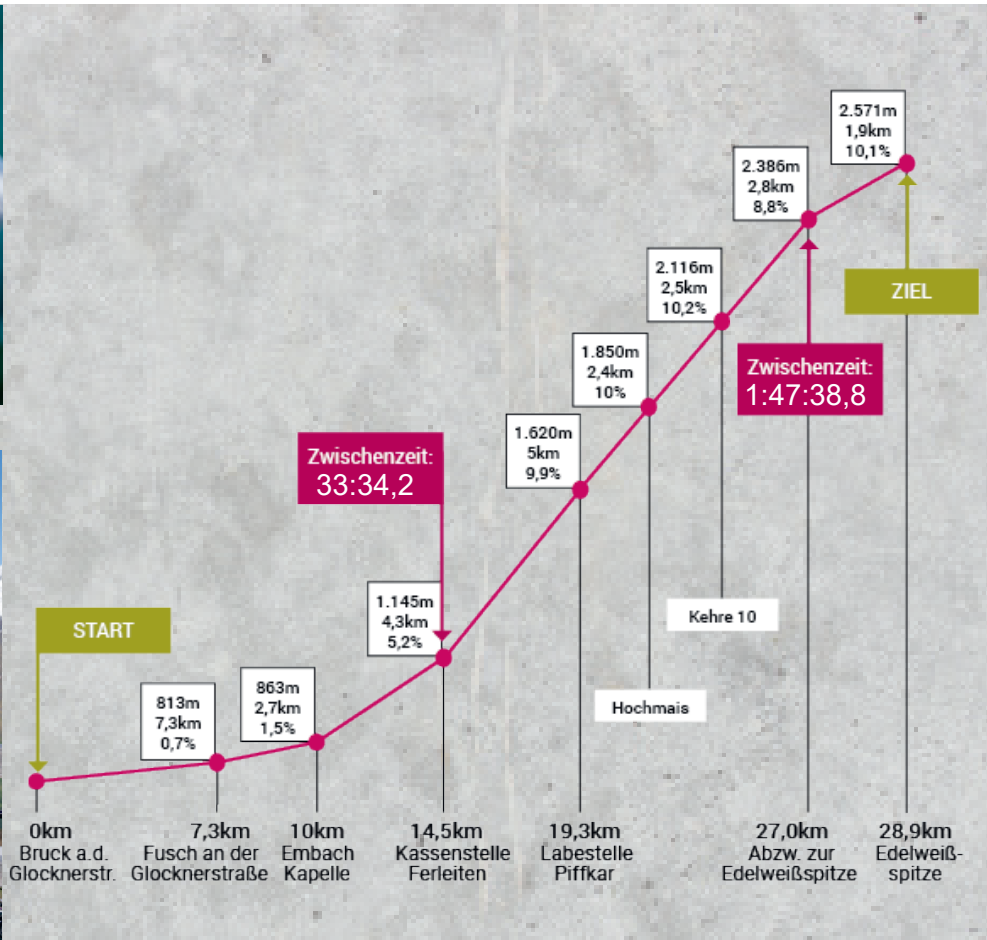 2.571m
1,9km
10,1%
2.386m
2,8km
8,8%
2.116m
2,5km
10,2%
ZIEL
1.850m
2,4km
10%
Zwischenzeit:
1:47:38,8
1.620m
5km
9,9%
Zwischenzeit:
33:34,2
1.145m
4,3km
5,2%
START
Kehre 10
863m
2,7km
1,5%
813m
7,3km
0,7%
Hochmais
0km
Bruck a.d.
Glocknerstr.
7,3km
Fusch an der
Glocknerstraße
10km
Embach
Kapelle
14,5km
Kassenstelle
Ferleiten
19,3km
Labestelle
Piffkar
27,0km
Abzw. zur
Edelweißspitze
28,9km
Edelweiß-
spitze